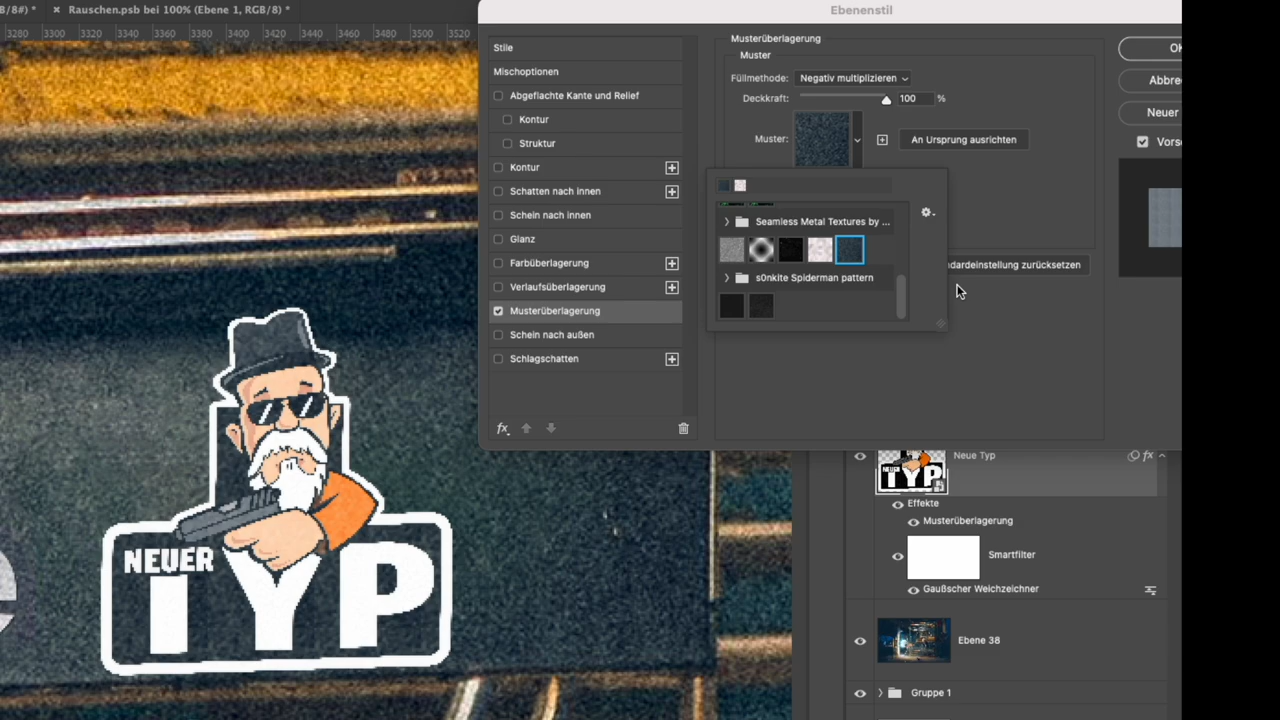 B/8#) *
Rauschen.psb bei 100% (Ebene 1, RGB/8) *
3280 3300 3320 3340 3360 3380 3400 3420 3440 3460 3480 3500 3520
Ebenenstil
Stile
Mischoptionen
Abgeflachte Kante und Relief
Kontur
Struktur
Kontur
Schatten nach innen
Schein nach innen
Glanz
Farbüberlagerung
Verlaufsüberlagerung
Musterüberlagerung
Schein nach außen
Schlagschatten
fx
Musterüberlagerung
Muster
Füllmethode: Negativ multiplizieren
Deckkraft: 100 %
Muster: An Ursprung ausrichten
Seamless Metal Textures by ...
s0nkite Spiderman pattern
ndardeinstellung zurücksetzen
OK
Abbre
Neuer
Vors
NEUER
TYP
Neue Typ
fx
Effekte
Musterüberlagerung
Smartfilter
Gaußscher Weichzeichner
Ebene 38
Gruppe 1